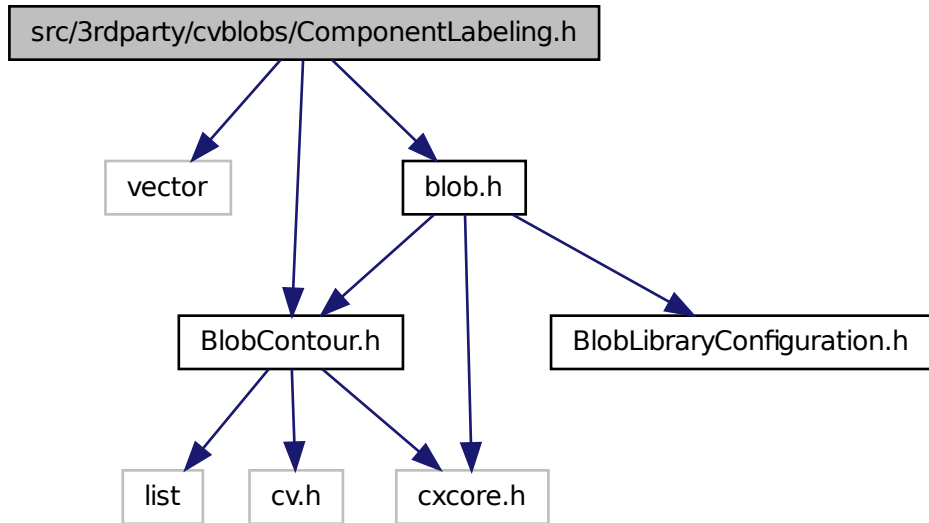 src/3rdparty/cvblobs/ComponentLabeling.h
vector
blob.h
BlobContour.h
BlobLibraryConfiguration.h
list
cv.h
cxcore.h